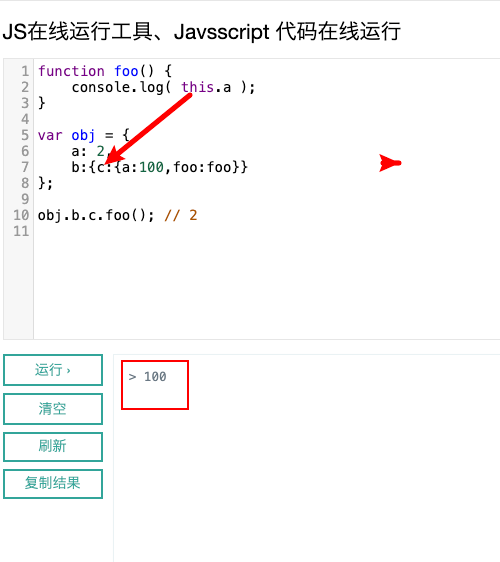 JS在线运行工具、Javsscript 代码在线运行
1 function foo() {
2     console.log( this.a );
3 }
4
5 var obj = {
6     a: 2,
7     b:{c:{a:100,foo:foo}}
8 };
9
10 obj.b.c.foo(); // 2
11
运行 ›
> 100
清空
刷新
复制结果